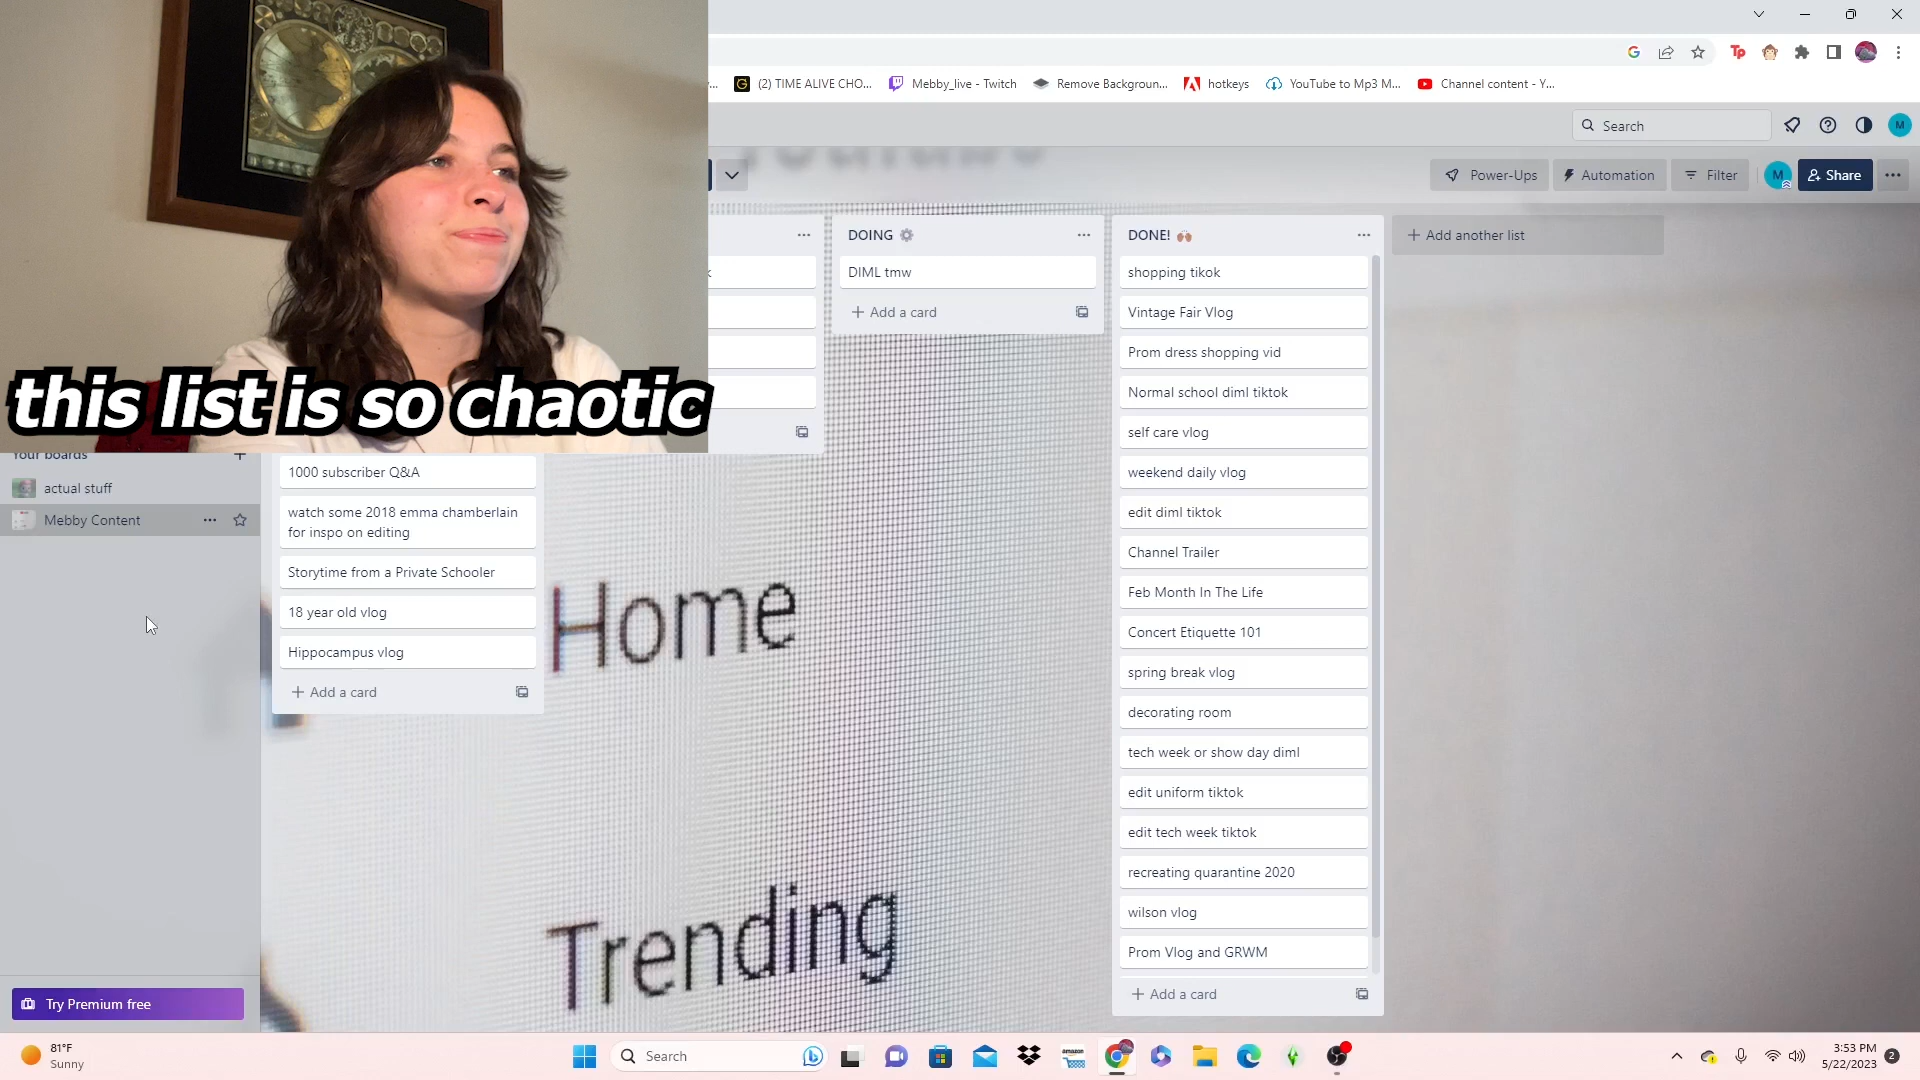 (2) TIME ALIVE CHO...
Mebby_live - Twitch
Remove Backgroun...
hotkeys
YouTube to Mp3 M...
Channel content - Y...
Search
M
Power-Ups
Automation
Filter
M
Share
DOING
DONE!
+ Add another list
DIML tmw
+ Add a card
shopping tikok
Vintage Fair Vlog
Prom dress shopping vid
Normal school diml tiktok
self care vlog
weekend daily vlog
edit diml tiktok
Channel Trailer
Feb Month In The Life
Concert Etiquette 101
spring break vlog
decorating room
tech week or show day diml
edit uniform tiktok
edit tech week tiktok
recreating quarantine 2020
wilson vlog
Prom Vlog and GRWM
+ Add a card
this list is so chaotic
Your boards
actual stuff
Mebby Content
1000 subscriber Q&A
watch some 2018 emma chamberlain
for inspo on editing
Storytime from a Private Schooler
18 year old vlog
Hippocampus vlog
+ Add a card
Home
Trending
Try Premium free
81°F
Sunny
Search
amazon
3:53 PM
5/22/2023
2